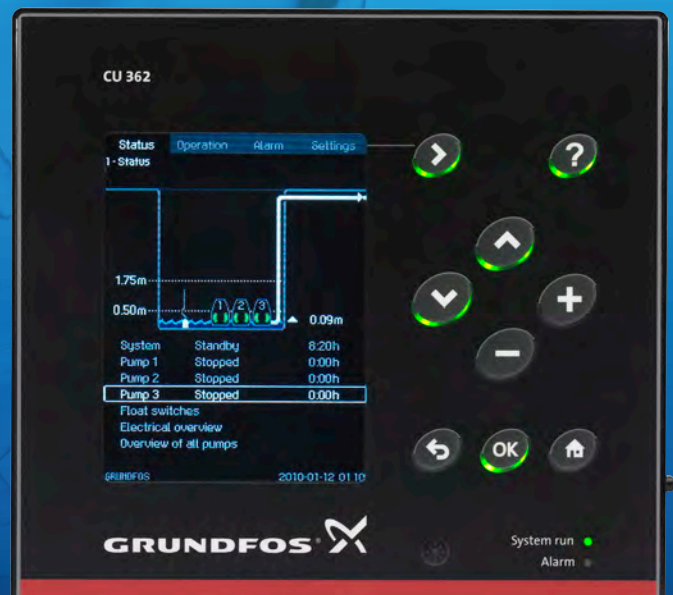 CU 362
Status Operation Alarm Settings
1 - Status
1.75m
0.50m
1 2 3
0.09m
System Standby 8:20h
Pump 1 Stopped 0:00h
Pump 2 Stopped 0:00h
Pump 3 Stopped 0:00h
Float switches
Electrical overview
Overview of all pumps
GRUNDFOS 2010-01-12 01:10
?
OK
GRUNDFOS
System run
Alarm